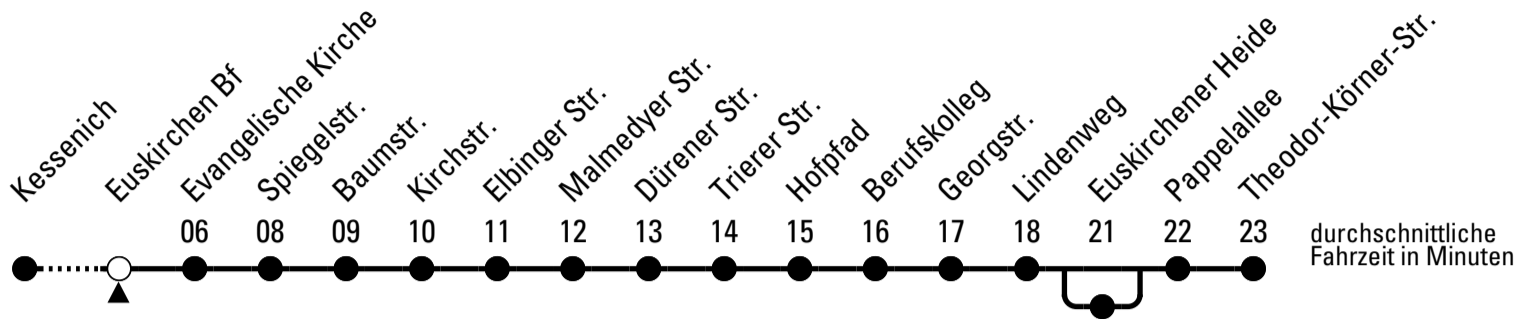 Kessenich
Euskirchen Bf
Evangelische Kirche
Spiegelstr.
Baumstr.
Kirchstr.
Elbinger Str.
Malmedyer Str.
Dürener Str.
Trierer Str.
Hofpfad
Berufskolleg
Georgstr.
Lindenweg
Euskirchener Heide
Pappelallee
Theodor-Körner-Str.
06 08 09 10 11 12 13 14 15 16 17 18 21 22 23
durchschnittliche
Fahrzeit in Minuten